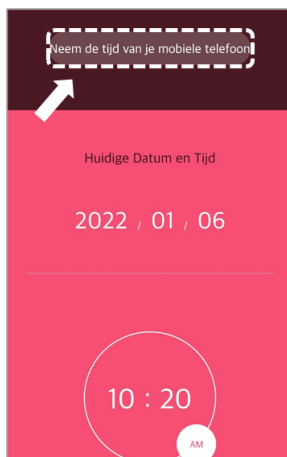 Neem de tijd van je mobiele telefoon
Huidige Datum en Tijd
2022 / 01 / 06
10 : 20
AM